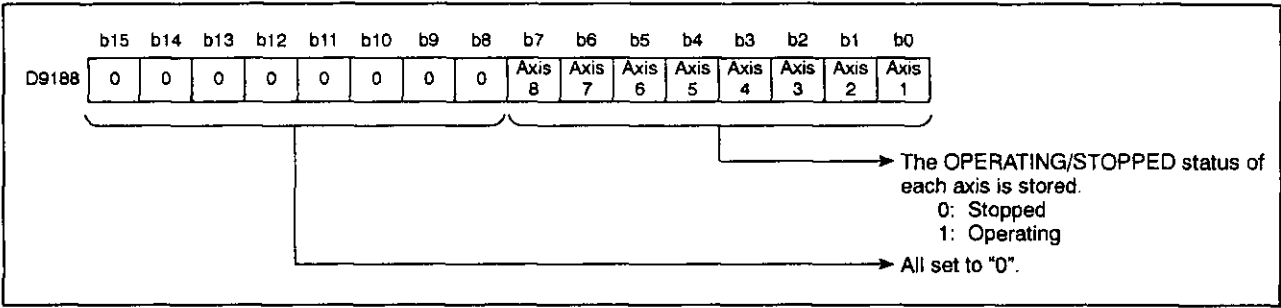 b15 b14 b13 b12 b11 b10 b9 b8 b7 b6 b5 b4 b3 b2 b1 b0
D9188 0 0 0 0 0 0 0 0 Axis 8 Axis 7 Axis 6 Axis 5 Axis 4 Axis 3 Axis 2 Axis 1
The OPERATING/STOPPED status of
each axis is stored.
0: Stopped
1: Operating
All set to "0".